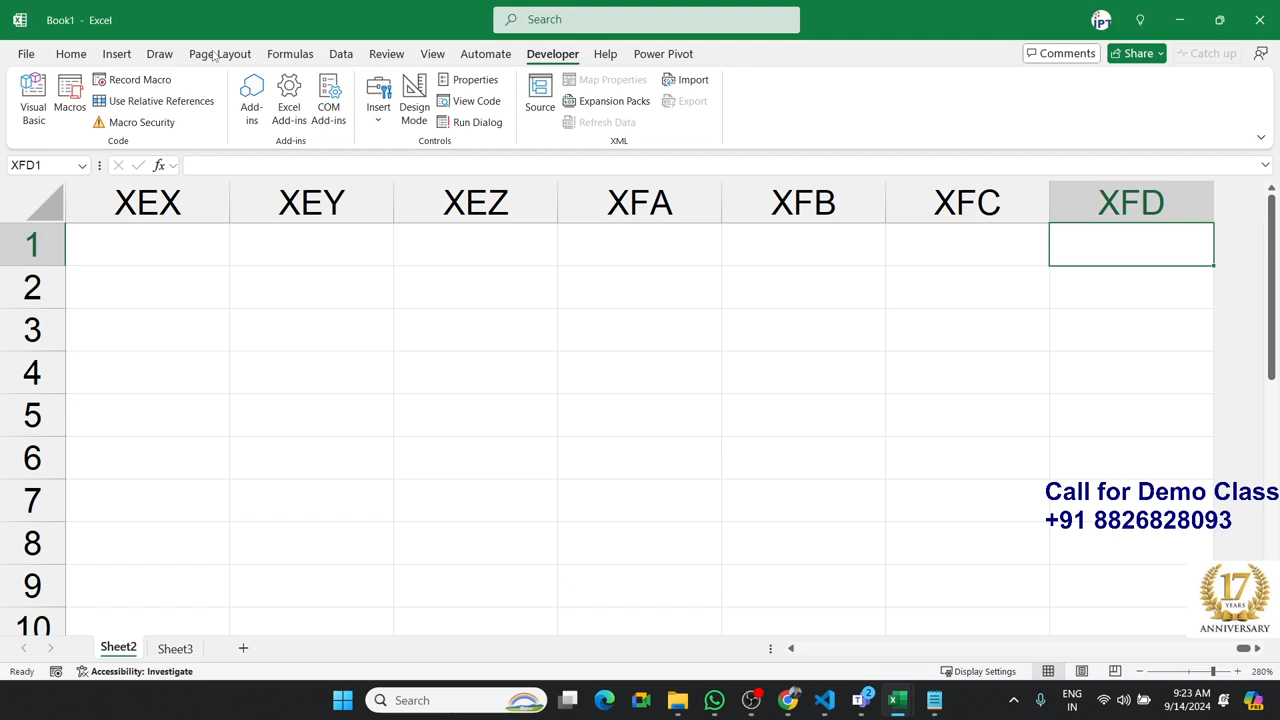 Book1 - Excel
Search
IPT
File Home Insert Draw Page Layout Formulas Data Review View Automate Developer Help Power Pivot
Comments Share Catch up
Visual Basic
Macros
Record Macro
Use Relative References
Macro Security
Code
Add-ins
Excel Add-ins
COM Add-ins
Add-ins
Insert
Design Mode
Properties
View Code
Run Dialog
Controls
Source
Map Properties
Expansion Packs
Refresh Data
Import
Export
XML
XFD1
fx
XEX XEY XEZ XFA XFB XFC XFD
1
2
3
4
5
6
7
8
9
10
Call for Demo Class
+91 8826828093
17
YEARS
ANNIVERSARY
Sheet2 Sheet3
Ready Accessibility: Investigate Display Settings 280%
Search
2
ENG
IN
9:23 AM
9/14/2024